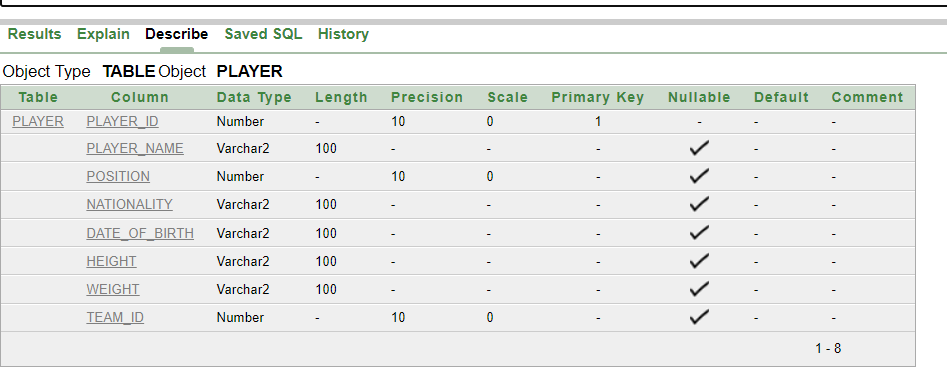 Results Explain Describe Saved SQL History
Object Type TABLE Object PLAYER
Table Column Data Type Length Precision Scale Primary Key Nullable Default Comment
PLAYER PLAYER_ID Number - 10 0 1 - - -
PLAYER_NAME Varchar2 100 - - - ✓ - -
POSITION Number - 10 0 - ✓ - -
NATIONALITY Varchar2 100 - - - ✓ - -
DATE_OF_BIRTH Varchar2 100 - - - ✓ - -
HEIGHT Varchar2 100 - - - ✓ - -
WEIGHT Varchar2 100 - - - ✓ - -
TEAM_ID Number - 10 0 - ✓ - -
1 - 8